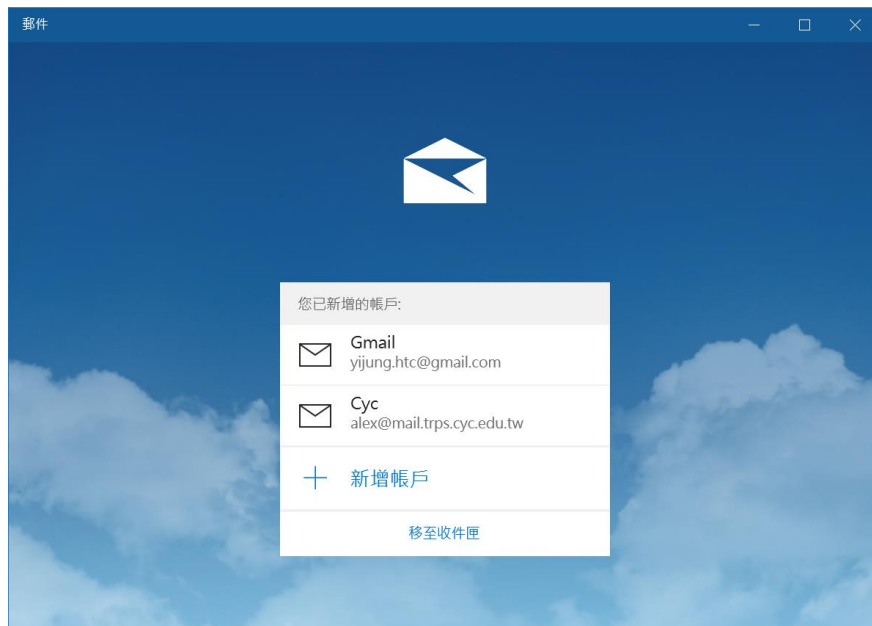 郵件
您已新增的帳戶:
Gmail
yijung.htc@gmail.com
Cyc
alex@mail.trps.cyc.edu.tw
新增帳戶
移至收件匣